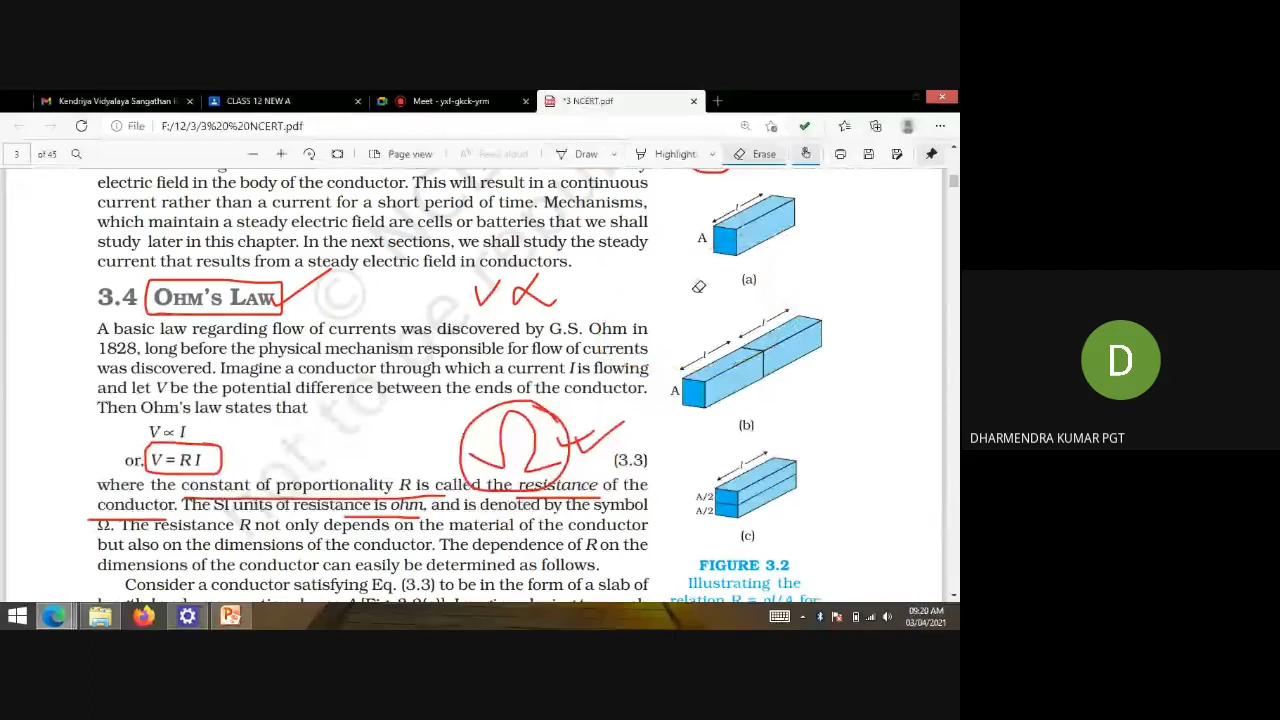 Kendriya Vidyalaya Sangathan
CLASS 12 NEW A
Meet - yxf-gkck-yrm
*3 NCERT.pdf
File
F:/12/3/3%20%20NCERT.pdf
3 of 45
Page view
Read aloud
Draw
Highlight
Erase
electric field in the body of the conductor. This will result in a continuous
current rather than a current for a short period of time. Mechanisms,
which maintain a steady electric field are cells or batteries that we shall
study later in this chapter. In the next sections, we shall study the steady
current that results from a steady electric field in conductors.
3.4 OHM'S LAW
V ∝
A basic law regarding flow of currents was discovered by G.S. Ohm in
1828, long before the physical mechanism responsible for flow of currents
was discovered. Imagine a conductor through which a current I is flowing
and let V be the potential difference between the ends of the conductor.
Then Ohm's law states that
V ∝ I
or, V = R I (3.3)
Ω
where the constant of proportionality R is called the resistance of the
conductor. The SI units of resistance is ohm, and is denoted by the symbol
Ω. The resistance R not only depends on the material of the conductor
but also on the dimensions of the conductor. The dependence of R on the
dimensions of the conductor can easily be determined as follows.
Consider a conductor satisfying Eq. (3.3) to be in the form of a slab of
l
A
(a)
l
l
A
(b)
l
A/2
A/2
(c)
FIGURE 3.2
Illustrating the
relation R = ρl/A for
D
DHARMENDRA KUMAR PGT
09:20 AM
03/04/2021